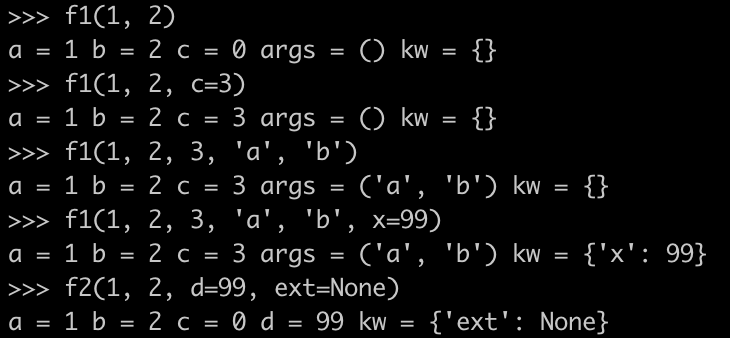 >>> f1(1, 2)
a = 1 b = 2 c = 0 args = () kw = {}
>>> f1(1, 2, c=3)
a = 1 b = 2 c = 3 args = () kw = {}
>>> f1(1, 2, 3, 'a', 'b')
a = 1 b = 2 c = 3 args = ('a', 'b') kw = {}
>>> f1(1, 2, 3, 'a', 'b', x=99)
a = 1 b = 2 c = 3 args = ('a', 'b') kw = {'x': 99}
>>> f2(1, 2, d=99, ext=None)
a = 1 b = 2 c = 0 d = 99 kw = {'ext': None}